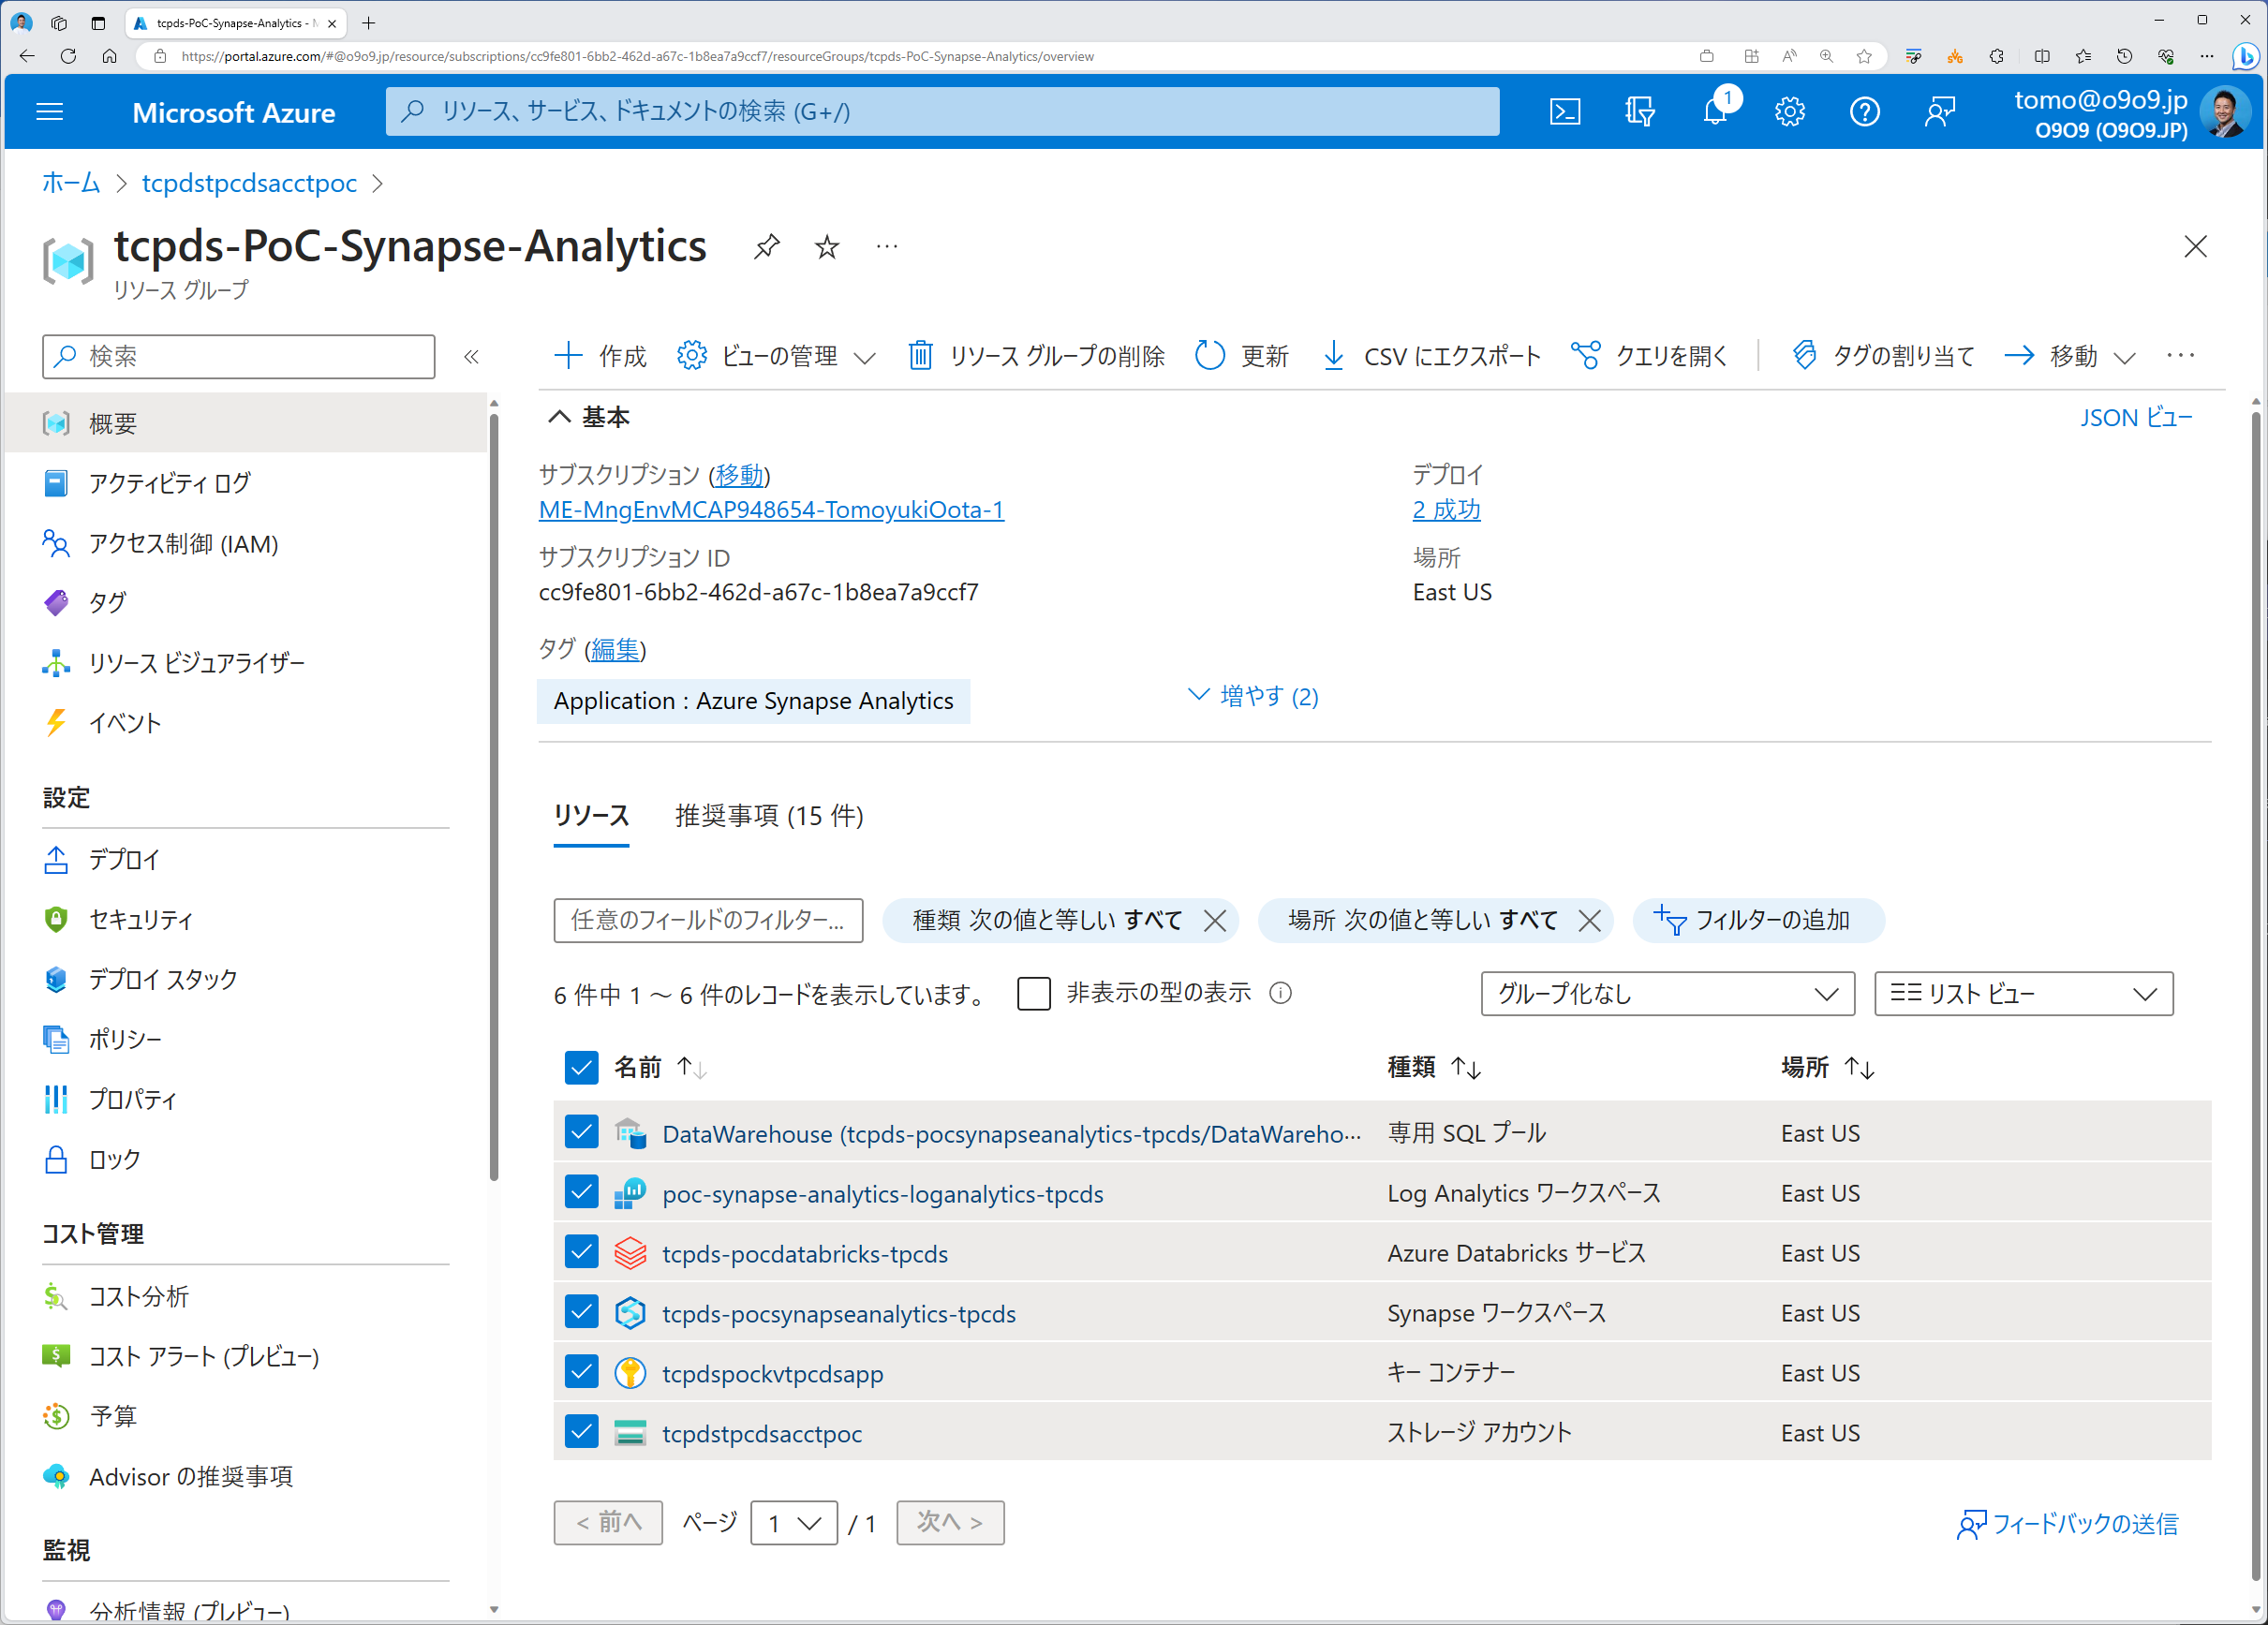 tcpds-PoC-Synapse-Analytics - M
https://portal.azure.com/#@o9o9.jp/resource/subscriptions/cc9fe801-6bb2-462d-a67c-1b8ea7a9ccf7/resourceGroups/tcpds-PoC-Synapse-Analytics/overview
Microsoft Azure
リソース、サービス、ドキュメントの検索 (G+/)
1
tomo@o9o9.jp
O9O9 (O9O9.JP)
ホーム > tcpdstpcdsacctpoc >
tcpds-PoC-Synapse-Analytics
リソース グループ
検索
概要
アクティビティ ログ
アクセス制御 (IAM)
タグ
リソース ビジュアライザー
イベント
設定
デプロイ
セキュリティ
デプロイ スタック
ポリシー
プロパティ
ロック
コスト管理
コスト分析
コスト アラート (プレビュー)
予算
Advisor の推奨事項
監視
分析情報 (プレビュー)
作成 ビューの管理 リソース グループの削除 更新 CSV にエクスポート クエリを開く タグの割り当て 移動
基本
JSON ビュー
サブスクリプション (移動)
ME-MngEnvMCAP948654-TomoyukiOota-1
サブスクリプション ID
cc9fe801-6bb2-462d-a67c-1b8ea7a9ccf7
デプロイ
2 成功
場所
East US
タグ (編集)
Application : Azure Synapse Analytics
増やす (2)
リソース 推奨事項 (15 件)
任意のフィールドのフィルター... 種類 次の値と等しい すべて 場所 次の値と等しい すべて フィルターの追加
6 件中 1 ～ 6 件のレコードを表示しています。 非表示の型の表示 グループ化なし リスト ビュー
名前 種類 場所
DataWarehouse (tcpds-pocsynapseanalytics-tpcds/DataWareho... 専用 SQL プール East US
poc-synapse-analytics-loganalytics-tpcds Log Analytics ワークスペース East US
tcpds-pocdatabricks-tpcds Azure Databricks サービス East US
tcpds-pocsynapseanalytics-tpcds Synapse ワークスペース East US
tcpdspockvtpcdsapp キー コンテナー East US
tcpdstpcdsacctpoc ストレージ アカウント East US
< 前へ ページ 1 / 1 次へ >
フィードバックの送信